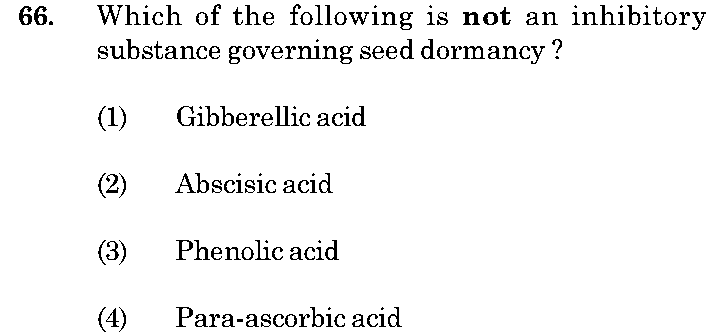 66. Which of the following is not an inhibitory
substance governing seed dormancy ?
(1) Gibberellic acid
(2) Abscisic acid
(3) Phenolic acid
(4) Para-ascorbic acid